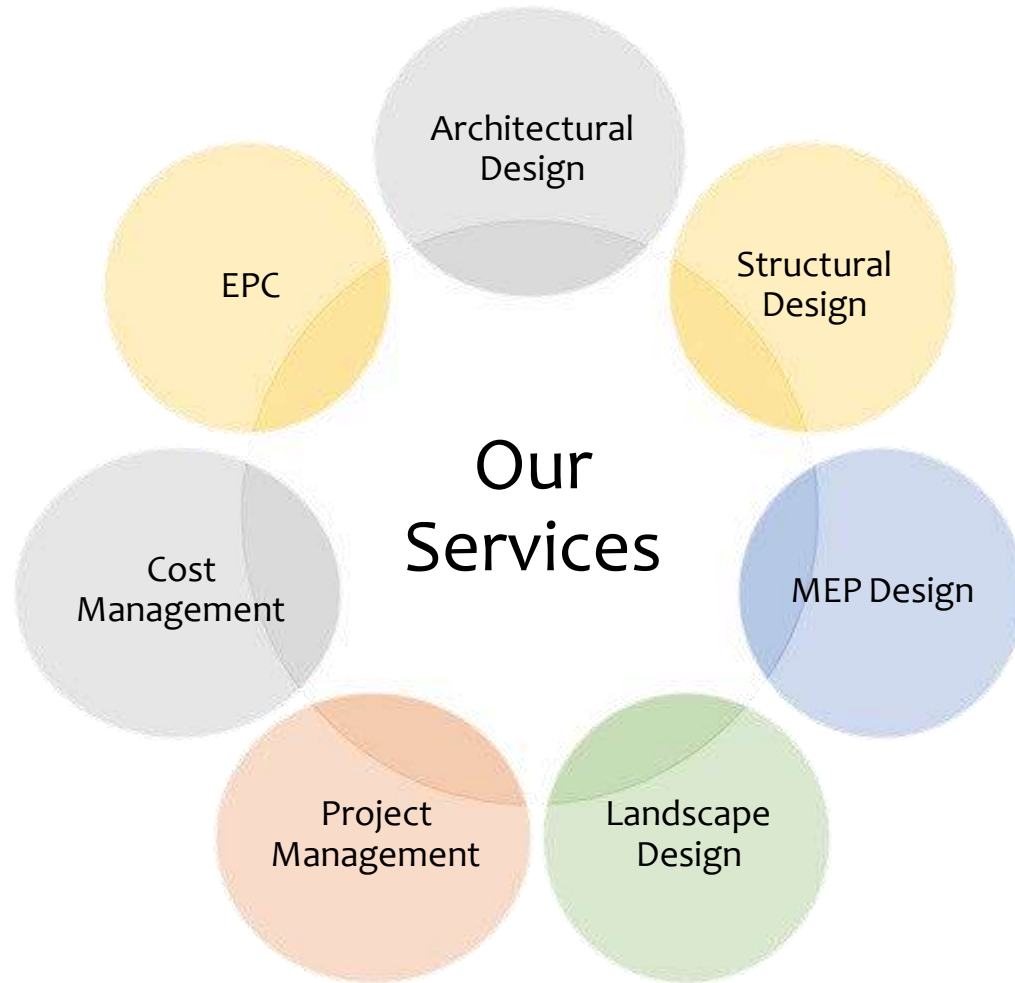 Our
Services
Architectural
Design
Structural
Design
MEP Design
Landscape
Design
Project
Management
Cost
Management
EPC